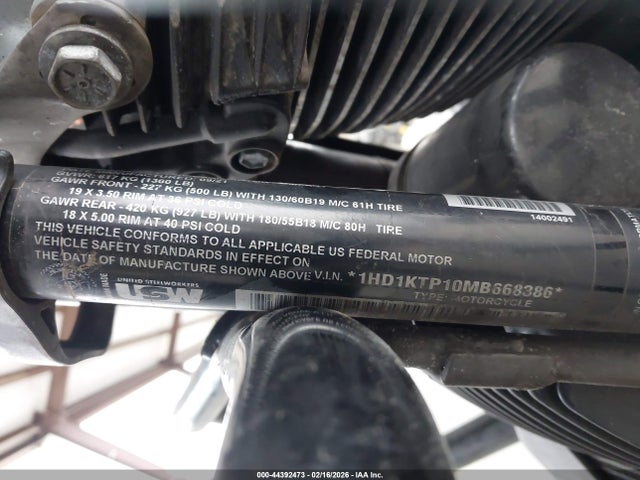 GAWR FRONT - 227 KG (500 LB) WITH 130/60B19 M/C 61H TIRE
19 X 3.50 RIM AT 36 PSI COLD
GAWR REAR - 420 KG (927 LB) WITH 180/55B18 M/C 80H TIRE
18 X 5.00 RIM AT 40 PSI COLD
THIS VEHICLE CONFORMS TO ALL APPLICABLE US FEDERAL MOTOR
VEHICLE SAFETY STANDARDS IN EFFECT ON
THE DATE OF MANUFACTURE SHOWN ABOVE V.I.N.
*1HD1KTP10MB668386*
TYPE: MOTORCYCLE
14002491
UNITED STEELWORKERS
USW
000-44392473 - 02/16/2026 - IAA Inc.